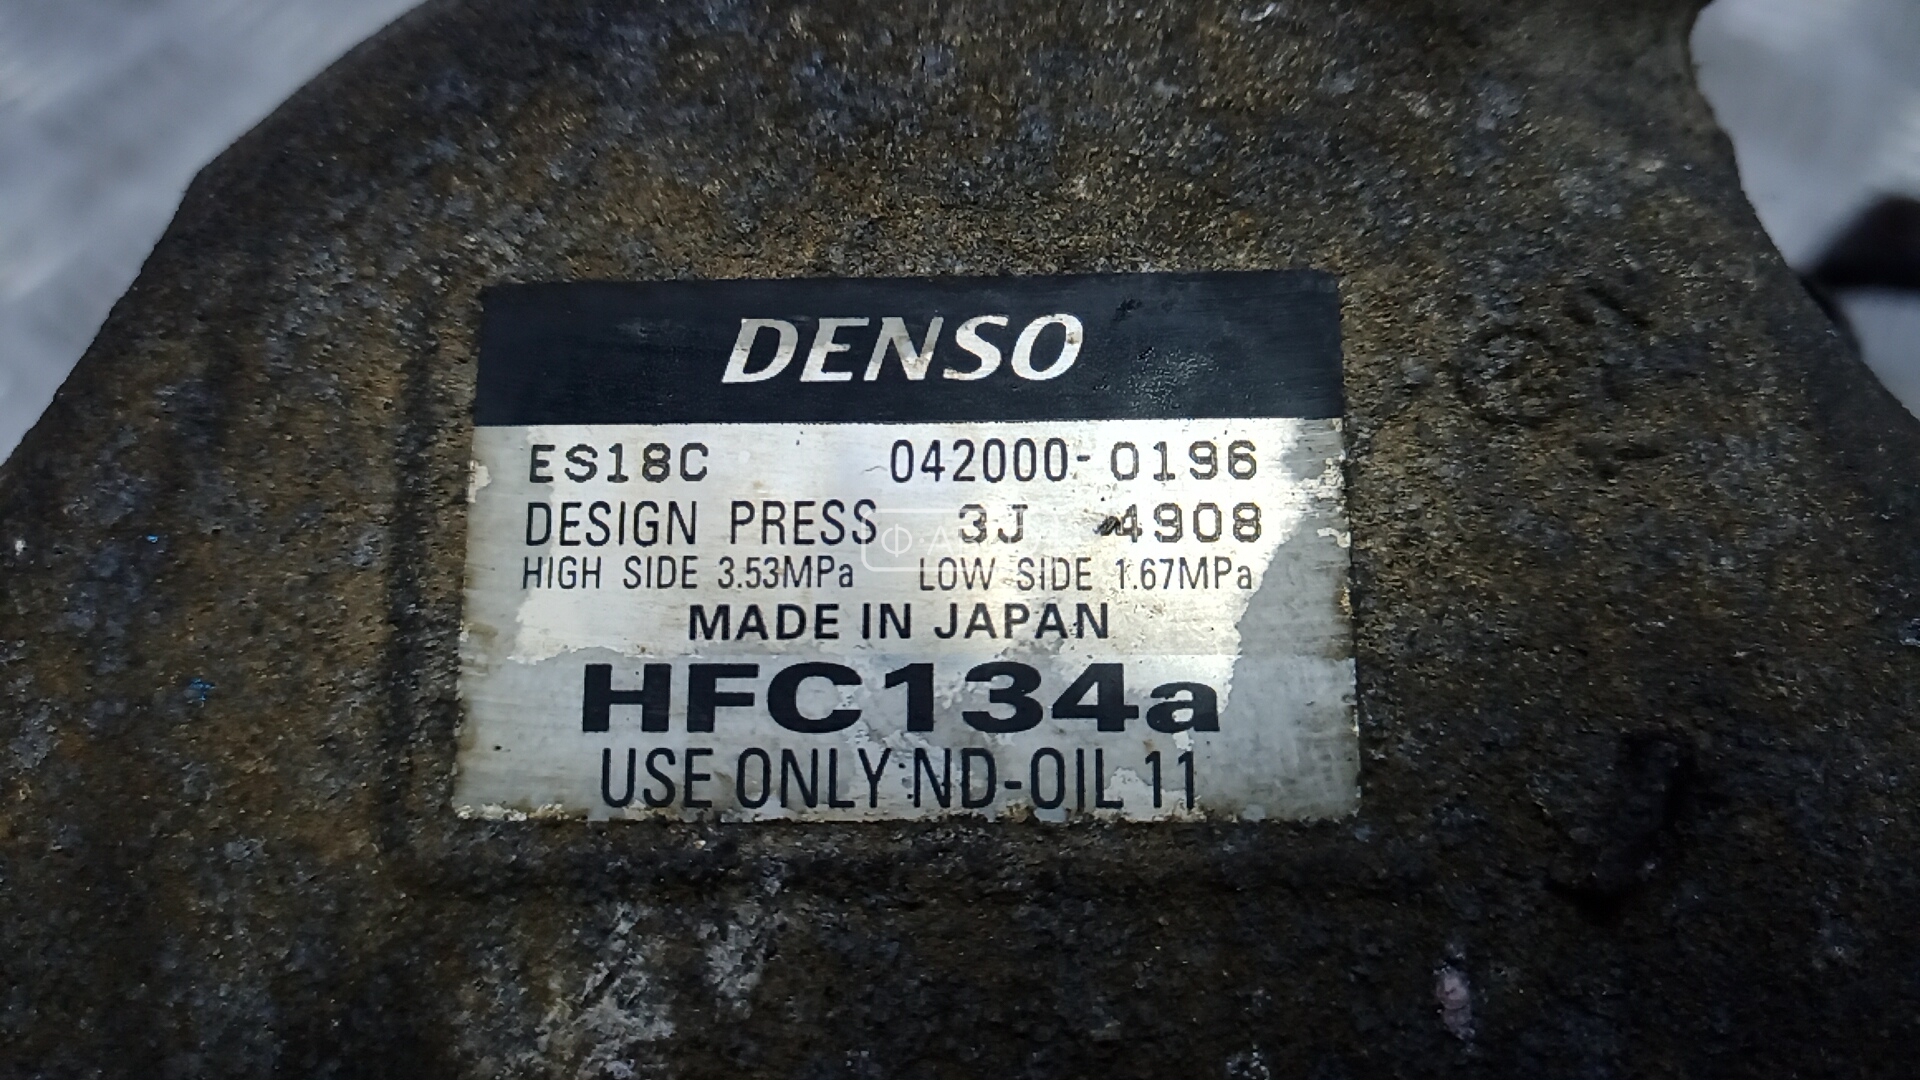 DENSO
ES18C 042000-0196
DESIGN PRESS 3J 4908
HIGH SIDE 3.53MPa LOW SIDE 1.67MPa
MADE IN JAPAN
HFC134a
USE ONLY ND-OIL 11